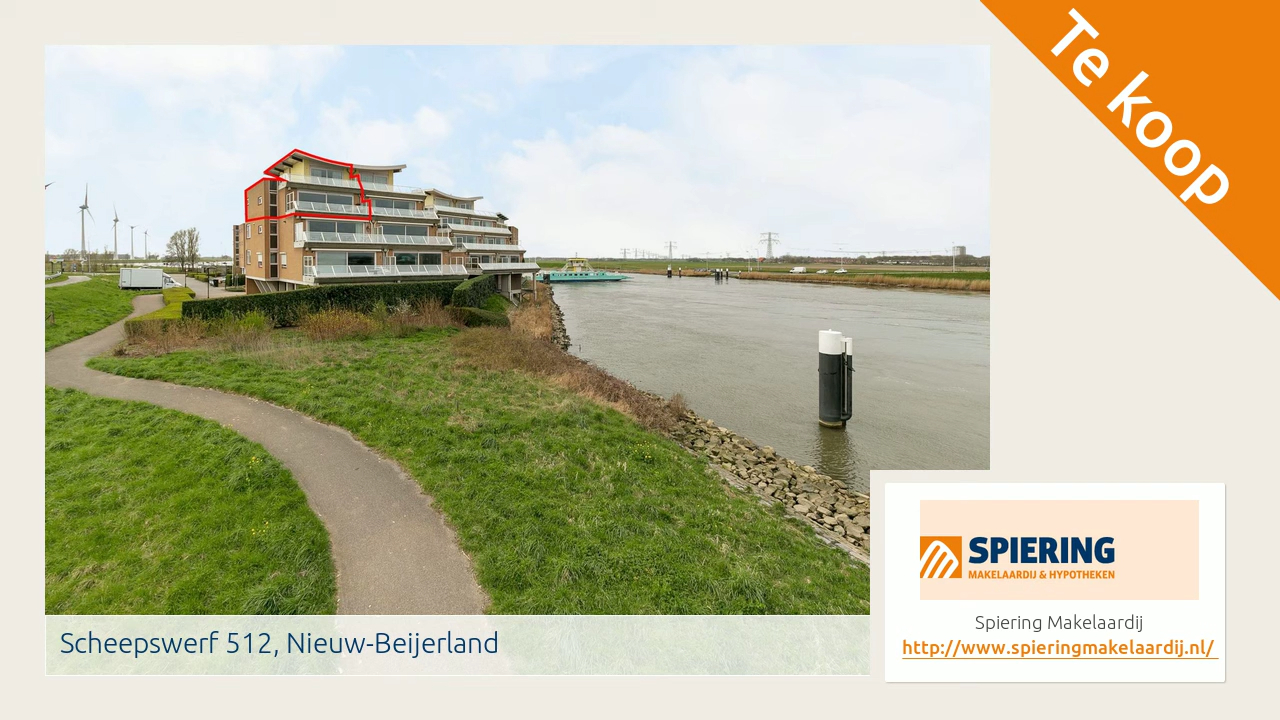 Te koop
Scheepswerf 512, Nieuw-Beijerland
SPIERING
MAKELAARDIJ & HYPOTHEKEN
Spiering Makelaardij
http://www.spieringmakelaardij.nl/